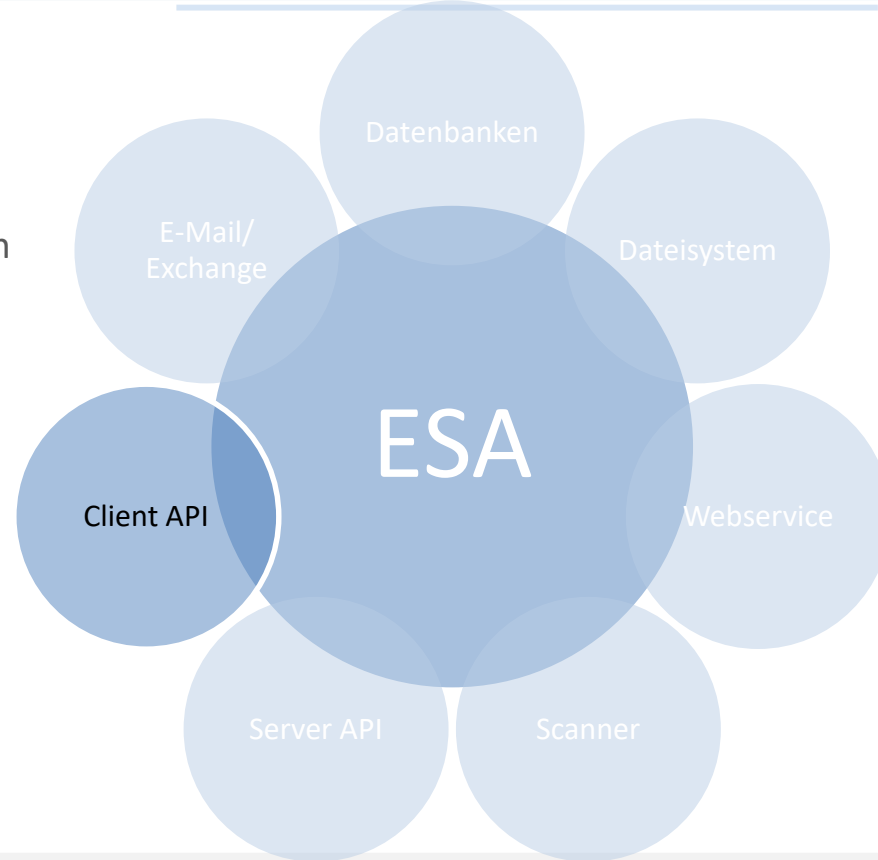 Datenbanken
E-Mail/
Exchange
Dateisystem
ESA
Client API
Webservice
Server API
Scanner